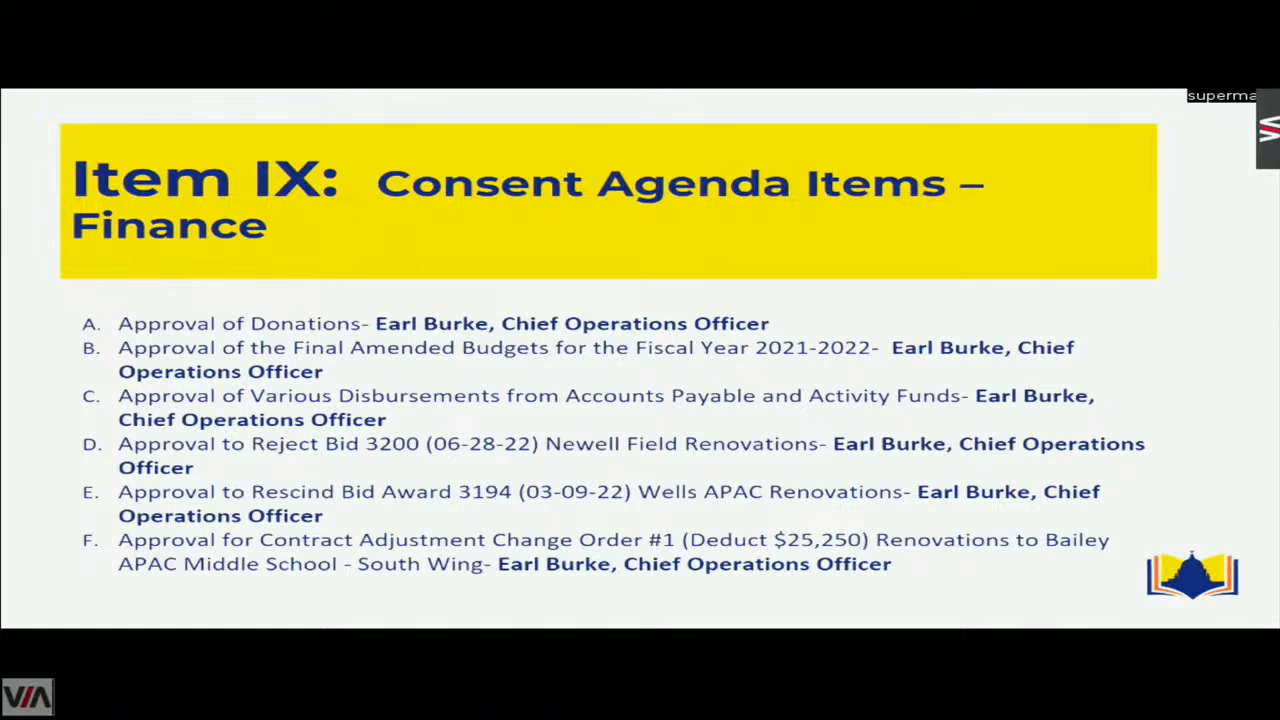 superma
Item IX: Consent Agenda Items –
Finance
A. Approval of Donations- Earl Burke, Chief Operations Officer
B. Approval of the Final Amended Budgets for the Fiscal Year 2021-2022- Earl Burke, Chief
Operations Officer
C. Approval of Various Disbursements from Accounts Payable and Activity Funds- Earl Burke,
Chief Operations Officer
D. Approval to Reject Bid 3200 (06-28-22) Newell Field Renovations- Earl Burke, Chief Operations
Officer
E. Approval to Rescind Bid Award 3194 (03-09-22) Wells APAC Renovations- Earl Burke, Chief
Operations Officer
F. Approval for Contract Adjustment Change Order #1 (Deduct $25,250) Renovations to Bailey
APAC Middle School - South Wing- Earl Burke, Chief Operations Officer
VIA